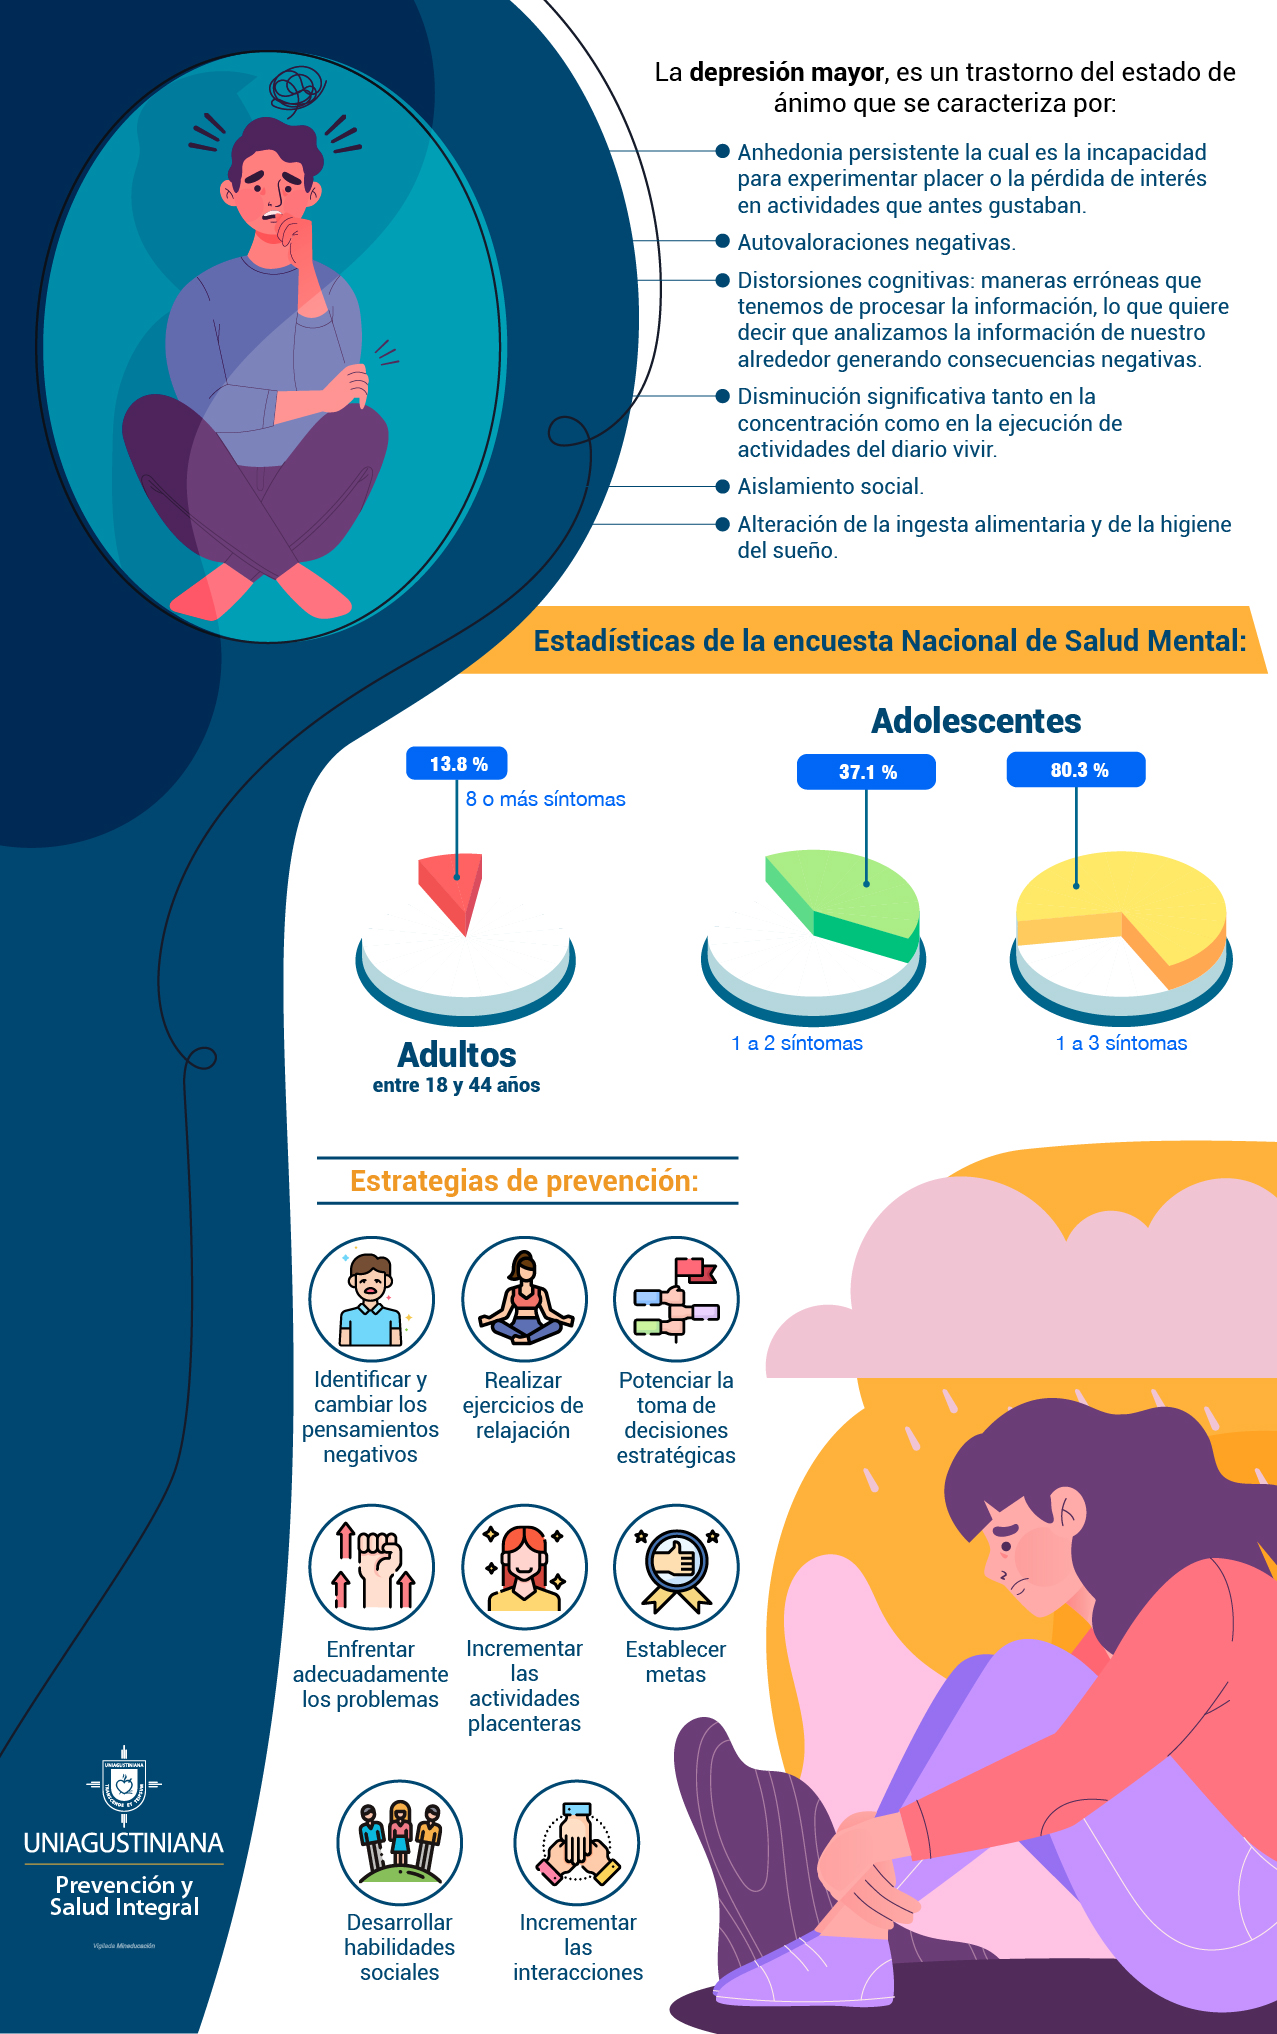 La depresión mayor, es un trastorno del estado de
ánimo que se caracteriza por:
Anhedonia persistente la cual es la incapacidad
para experimentar placer o la pérdida de interés
en actividades que antes gustaban.
Autovaloraciones negativas.
Distorsiones cognitivas: maneras erróneas que
tenemos de procesar la información, lo que quiere
decir que analizamos la información de nuestro
alrededor generando consecuencias negativas.
Disminución significativa tanto en la
concentración como en la ejecución de
actividades del diario vivir.
Aislamiento social.
Alteración de la ingesta alimentaria y de la higiene
del sueño.
Estadísticas de la encuesta Nacional de Salud Mental:
13.8 %
8 o más síntomas
Adultos
entre 18 y 44 años
Adolescentes
37.1 %
1 a 2 síntomas
80.3 %
1 a 3 síntomas
Estrategias de prevención:
Identificar y
cambiar los
pensamientos
negativos
Realizar
ejercicios de
relajación
Potenciar la
toma de
decisiones
estratégicas
Enfrentar
adecuadamente
los problemas
Incrementar
las
actividades
placenteras
Establecer
metas
Desarrollar
habilidades
sociales
Incrementar
las
interacciones
UNIAGUSTINIANA
UNIAGUSTINIANA
Prevención y
Salud Integral
Vigilada Mineducación